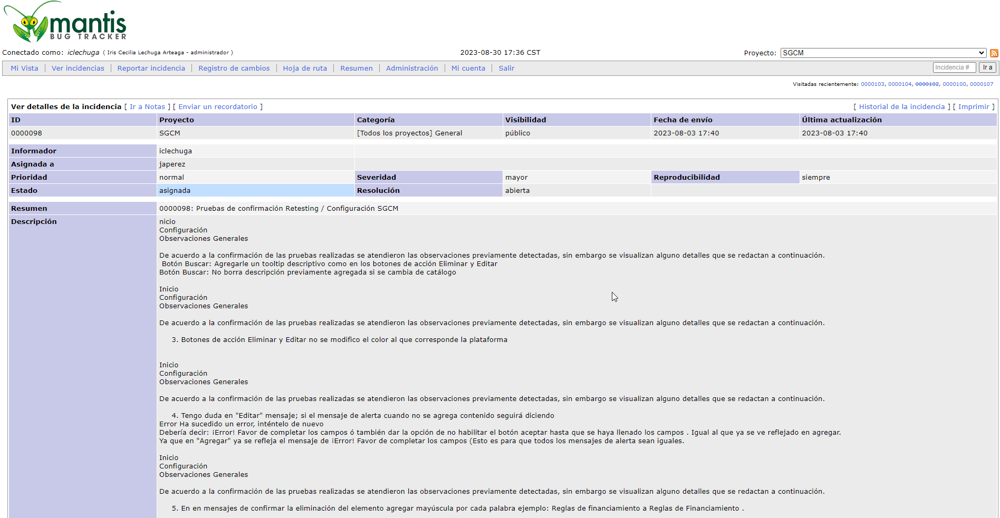 mantis
BUG TRACKER
Conectado como: iclechuga ( Iris Cecilia Lechuga Arteaga - administrador )
2023-08-30 17:36 CST
Proyecto: SGCM
Mi Vista | Ver incidencias | Reportar incidencia | Registro de cambios | Hoja de ruta | Resumen | Administración | Mi cuenta | Salir
Incidencia # Ir a
Visitadas recientemente: 0000103, 0000104, 0000102, 0000100, 0000107
Ver detalles de la incidencia [ Ir a Notas ] [ Enviar un recordatorio ]
[ Historial de la incidencia ] [ Imprimir ]
ID Proyecto Categoría Visibilidad Fecha de envío Última actualización
0000098 SGCM [Todos los proyectos] General público 2023-08-03 17:40 2023-08-03 17:40
Informador iclechuga
Asignada a japerez
Prioridad normal Severidad mayor Reproducibilidad siempre
Estado asignada Resolución abierta
Resumen 0000098: Pruebas de confirmación Retesting / Configuración SGCM
Descripción nicio
Configuración
Observaciones Generales
De acuerdo a la confirmación de las pruebas realizadas se atendieron las observaciones previamente detectadas, sin embargo se visualizan alguno detalles que se redactan a continuación.
Botón Buscar: Agregarle un tooltip descriptivo como en los botones de acción Eliminar y Editar
Botón Buscar: No borra descripción previamente agregada si se cambia de catálogo
Inicio
Configuración
Observaciones Generales
De acuerdo a la confirmación de las pruebas realizadas se atendieron las observaciones previamente detectadas, sin embargo se visualizan alguno detalles que se redactan a continuación.
3. Botones de acción Eliminar y Editar no se modifico el color al que corresponde la plataforma
Inicio
Configuración
Observaciones Generales
De acuerdo a la confirmación de las pruebas realizadas se atendieron las observaciones previamente detectadas, sin embargo se visualizan alguno detalles que se redactan a continuación.
4. Tengo duda en "Editar" mensaje; si el mensaje de alerta cuando no se agrega contenido seguirá diciendo
Error Ha sucedido un error, inténtelo de nuevo
Debería decir: ¡Error! Favor de completar los campos ó también dar la opción de no habilitar el botón aceptar hasta que se haya llenado los campos . Igual al que ya se ve reflejado en agregar.
Ya que en "Agregar" ya se refleja el mensaje de ¡Error! Favor de completar los campos (Esto es para que todos los mensajes de alerta sean iguales.
Inicio
Configuración
Observaciones Generales
De acuerdo a la confirmación de las pruebas realizadas se atendieron las observaciones previamente detectadas, sin embargo se visualizan alguno detalles que se redactan a continuación.
5. En en mensajes de confirmar la eliminación del elemento agregar mayúscula por cada palabra ejemplo: Reglas de financiamiento a Reglas de Financiamiento .